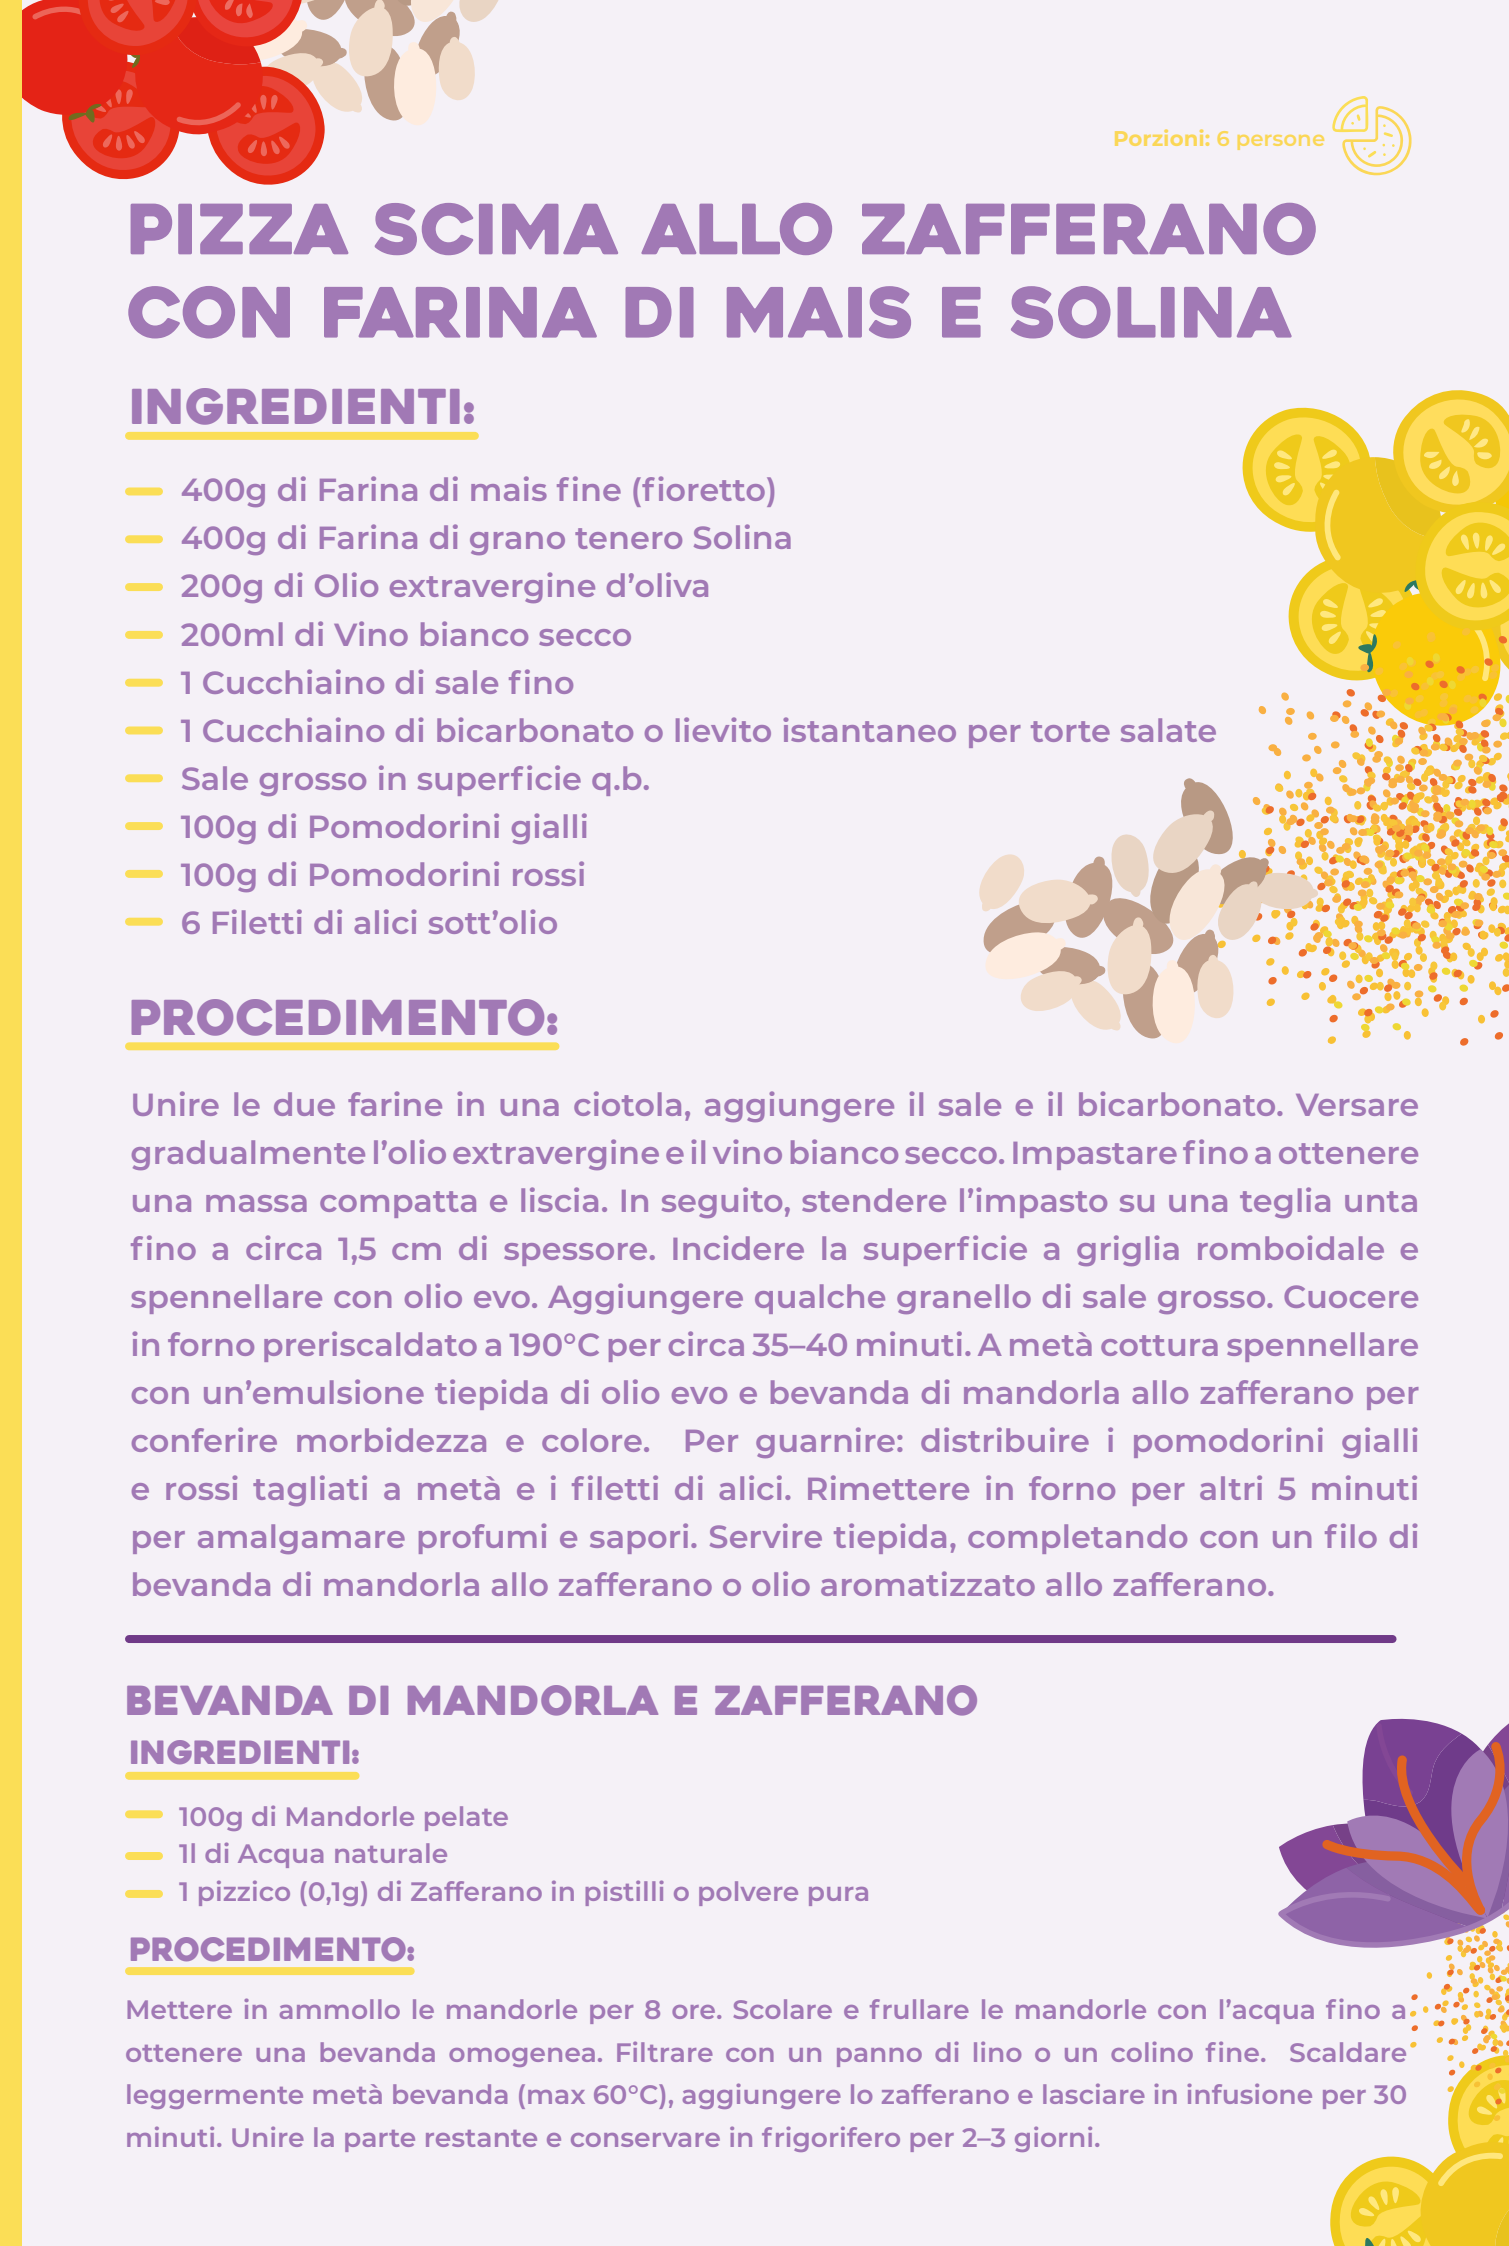 Porzioni: 6 persone
PIZZA SCIMA ALLO ZAFFERANO
CON FARINA DI MAIS E SOLINA
INGREDIENTI:
400g di Farina di mais fine (fioretto)
400g di Farina di grano tenero Solina
200g di Olio extravergine d’oliva
200ml di Vino bianco secco
1 Cucchiaino di sale fino
1 Cucchiaino di bicarbonato o lievito istantaneo per torte salate
Sale grosso in superficie q.b.
100g di Pomodorini gialli
100g di Pomodorini rossi
6 Filetti di alici sott’olio
PROCEDIMENTO:
Unire le due farine in una ciotola, aggiungere il sale e il bicarbonato. Versare
gradualmente l’olio extravergine e il vino bianco secco. Impastare fino a ottenere
una massa compatta e liscia. In seguito, stendere l’impasto su una teglia unta
fino a circa 1,5 cm di spessore. Incidere la superficie a griglia romboidale e
spennellare con olio evo. Aggiungere qualche granello di sale grosso. Cuocere
in forno preriscaldato a 190°C per circa 35–40 minuti. A metà cottura spennellare
con un’emulsione tiepida di olio evo e bevanda di mandorla allo zafferano per
conferire morbidezza e colore. Per guarnire: distribuire i pomodorini gialli
e rossi tagliati a metà e i filetti di alici. Rimettere in forno per altri 5 minuti
per amalgamare profumi e sapori. Servire tiepida, completando con un filo di
bevanda di mandorla allo zafferano o olio aromatizzato allo zafferano.
BEVANDA DI MANDORLA E ZAFFERANO
INGREDIENTI:
100g di Mandorle pelate
1l di Acqua naturale
1 pizzico (0,1g) di Zafferano in pistilli o polvere pura
PROCEDIMENTO:
Mettere in ammollo le mandorle per 8 ore. Scolare e frullare le mandorle con l’acqua fino a
ottenere una bevanda omogenea. Filtrare con un panno di lino o un colino fine. Scaldare
leggermente metà bevanda (max 60°C), aggiungere lo zafferano e lasciare in infusione per 30
minuti. Unire la parte restante e conservare in frigorifero per 2–3 giorni.